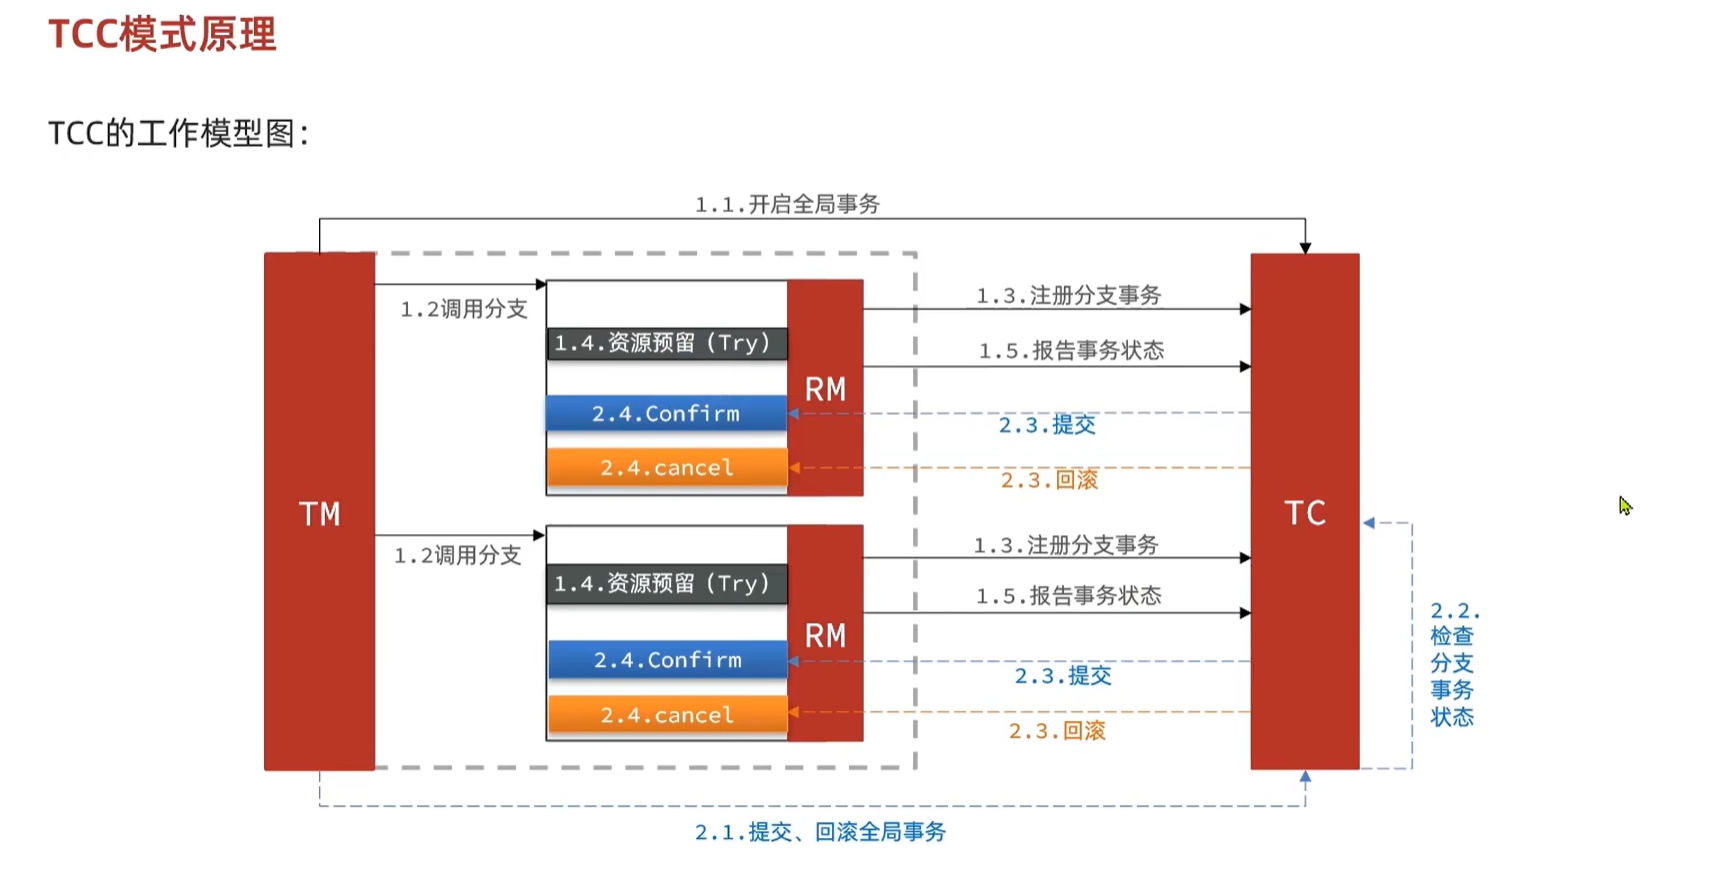 TCC模式原理
TCC的工作模型图：
1.1.开启全局事务
1.2调用分支
1.3.注册分支事务
1.4.资源预留（Try）
1.5.报告事务状态
RM
2.4.Confirm
2.3.提交
2.4.cancel
2.3.回滚
TM
TC
1.2调用分支
1.3.注册分支事务
1.4.资源预留（Try）
1.5.报告事务状态
RM
2.4.Confirm
2.3.提交
2.4.cancel
2.3.回滚
2.2.
检查
分支
事务
状态
2.1.提交、回滚全局事务